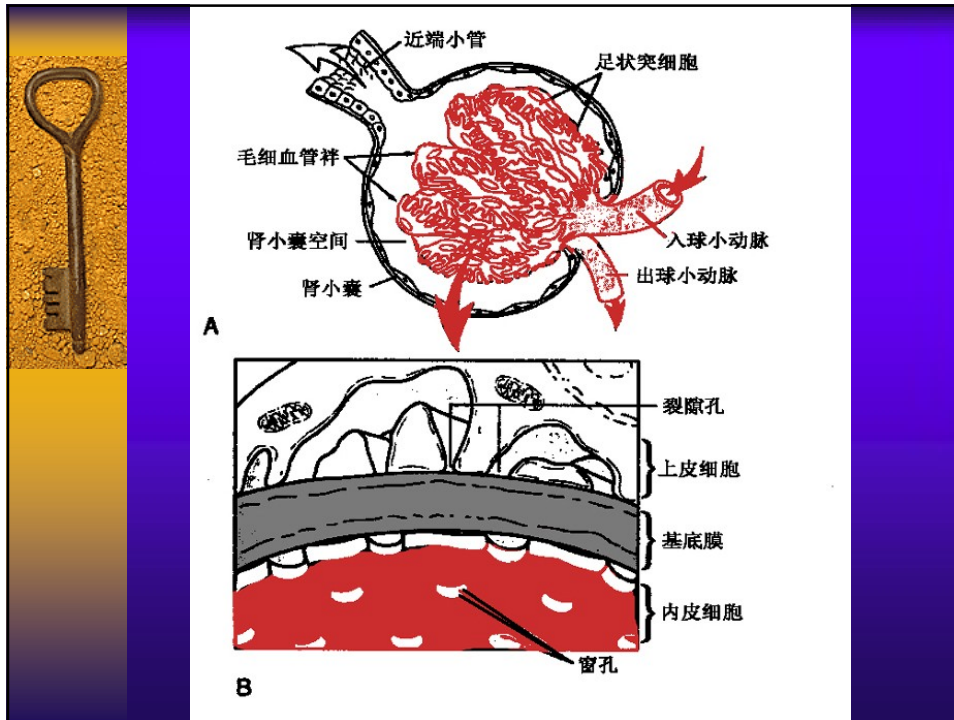 近端小管
足状突细胞
毛细血管袢
肾小囊空间
入球小动脉
出球小动脉
肾小囊
A
裂隙孔
上皮细胞
基底膜
内皮细胞
窗孔
B